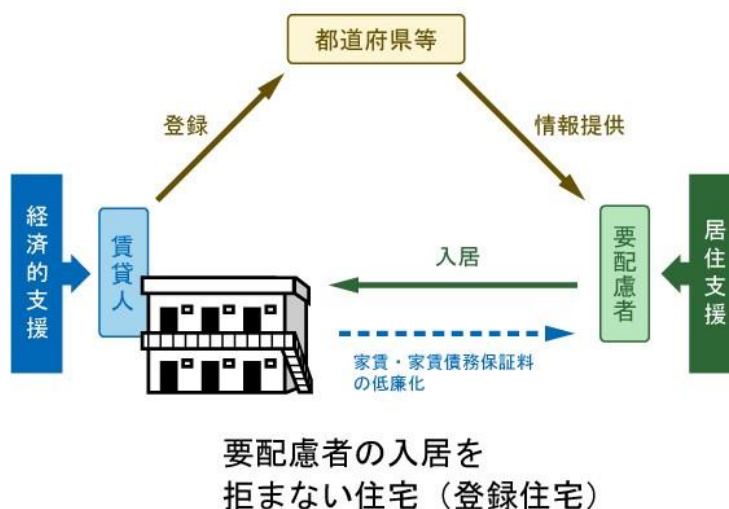 都道府県等
登録
情報提供
経済的支援
賃貸人
入居
要配慮者
居住支援
家賃・家賃債務保証料
の低廉化
要配慮者の入居を
拒まない住宅（登録住宅）